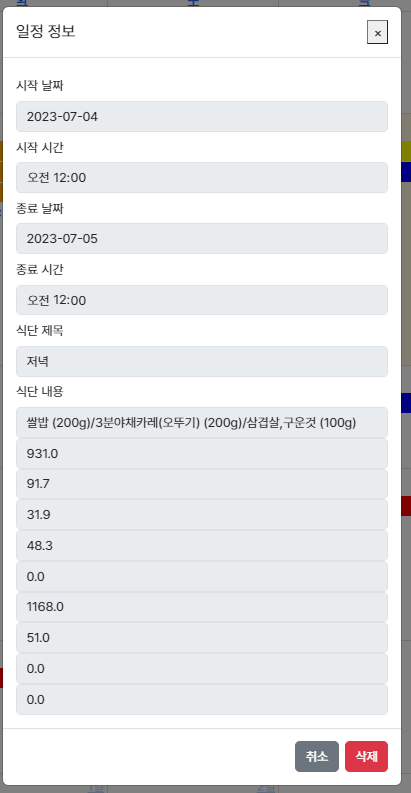 일정 정보
×
시작 날짜
2023-07-04
시작 시간
오전 12:00
종료 날짜
2023-07-05
종료 시간
오전 12:00
식단 제목
저녁
식단 내용
쌀밥 (200g)/3분야채카레(오뚜기) (200g)/삼겹살,구운것 (100g)
931.0
91.7
31.9
48.3
0.0
1168.0
51.0
0.0
0.0
취소 삭제